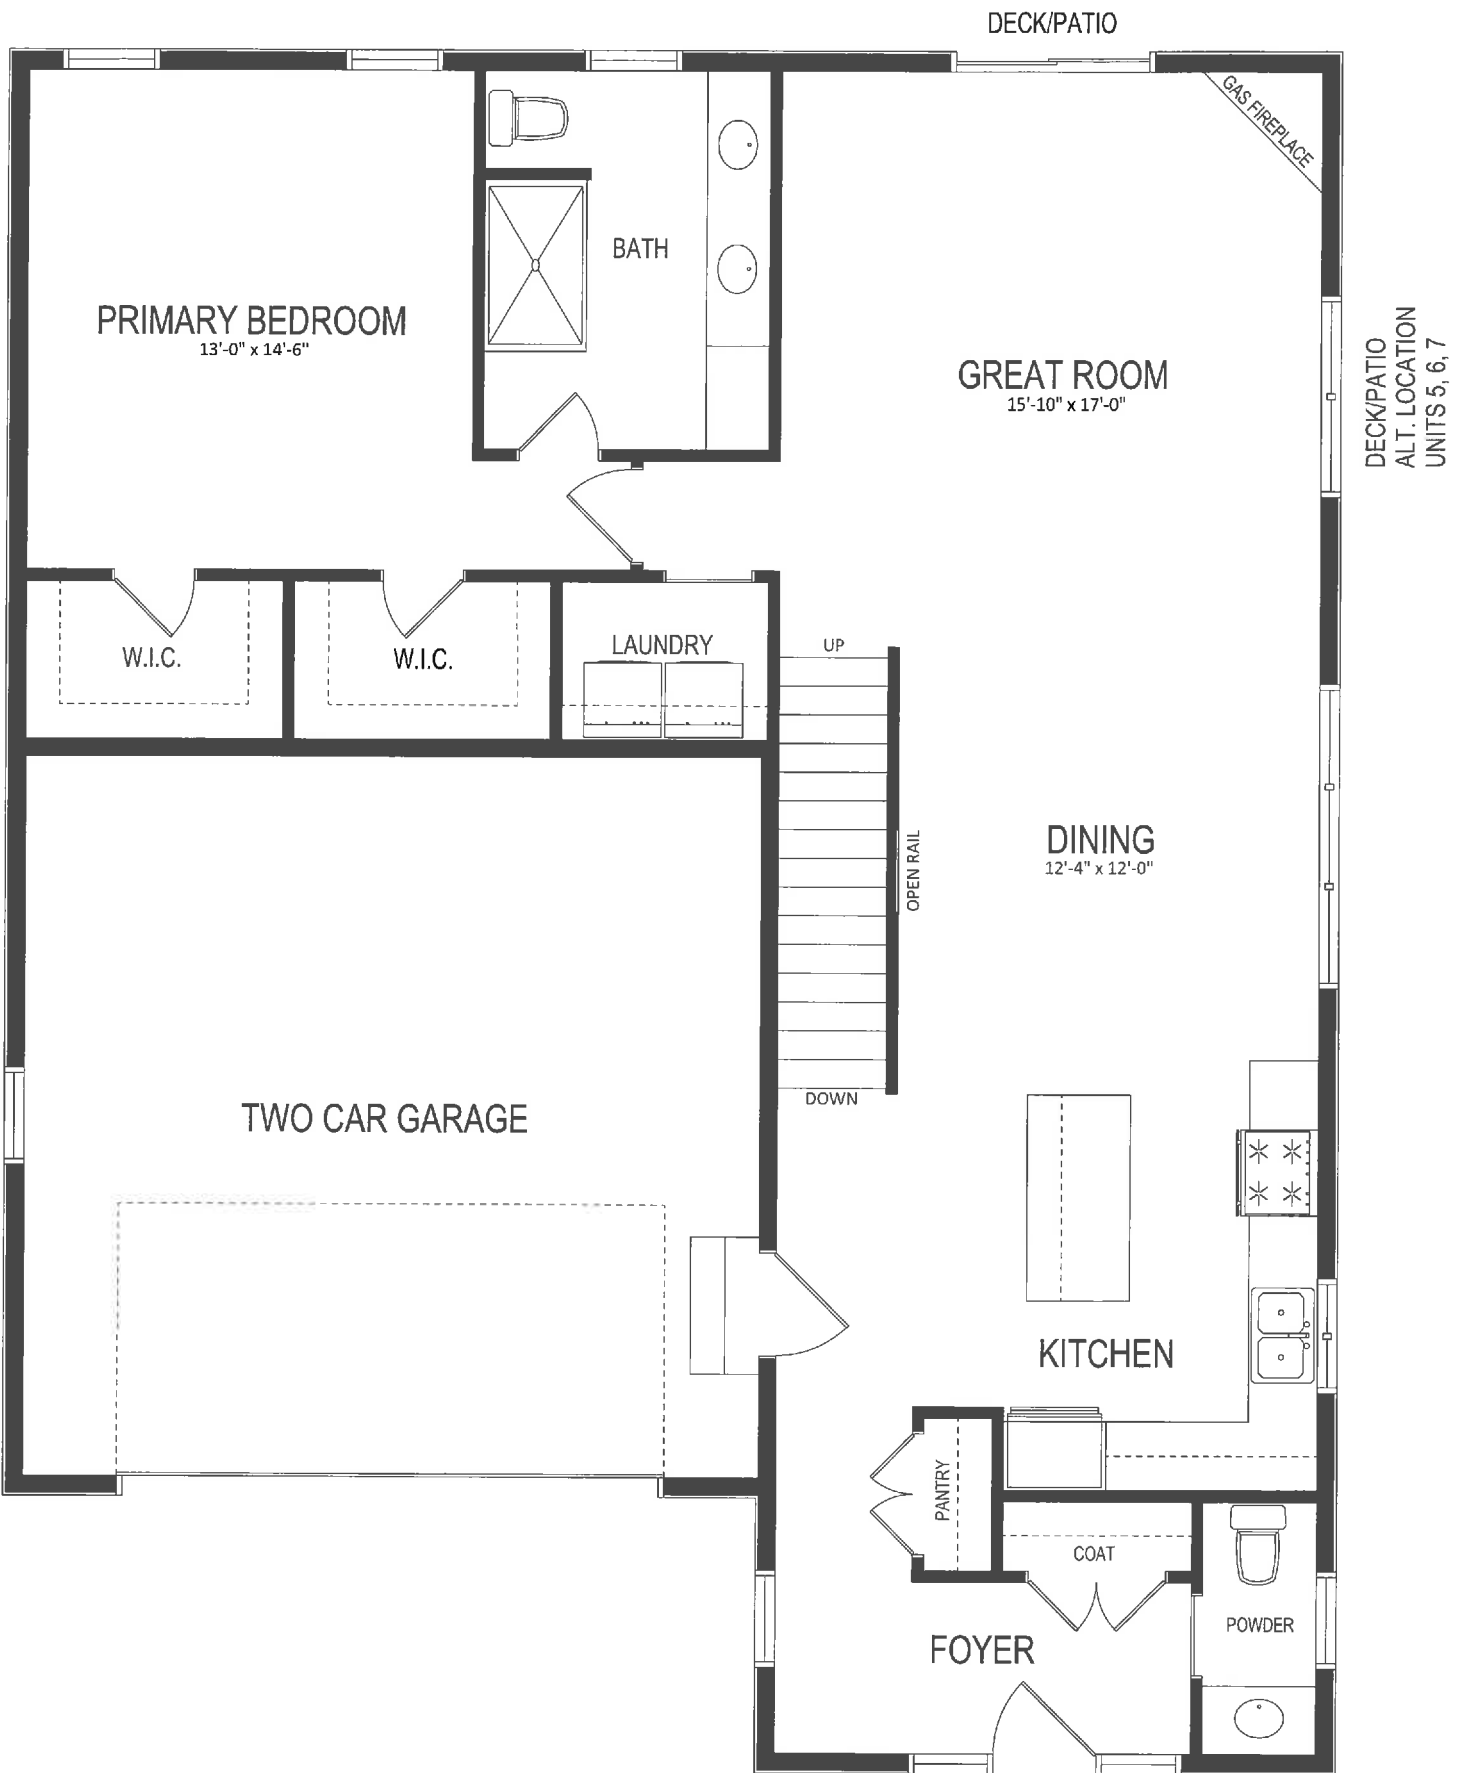 DECK/PATIO
GAS FIREPLACE
BATH
PRIMARY BEDROOM
13'-0" x 14'-6"
GREAT ROOM
15'-10" x 17'-0"
DECK/PATIO
ALT. LOCATION
UNITS 5, 6, 7
W.I.C.
W.I.C.
LAUNDRY
UP
OPEN RAIL
DINING
12'-4" x 12'-0"
DOWN
TWO CAR GARAGE
KITCHEN
PANTRY
COAT
POWDER
FOYER